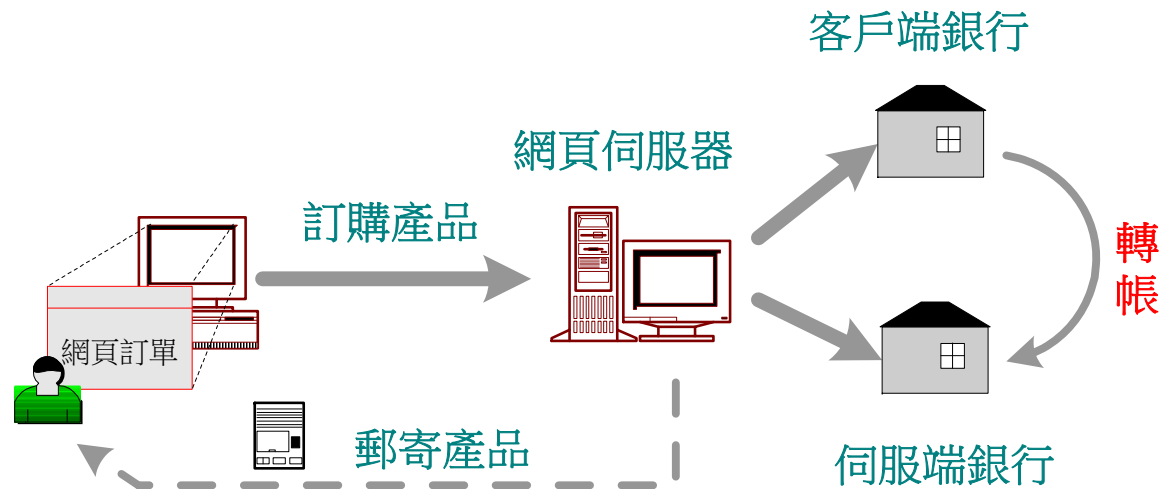 客戶端銀行
網頁伺服器
訂購產品
轉
帳
網頁訂單
郵寄產品
伺服端銀行